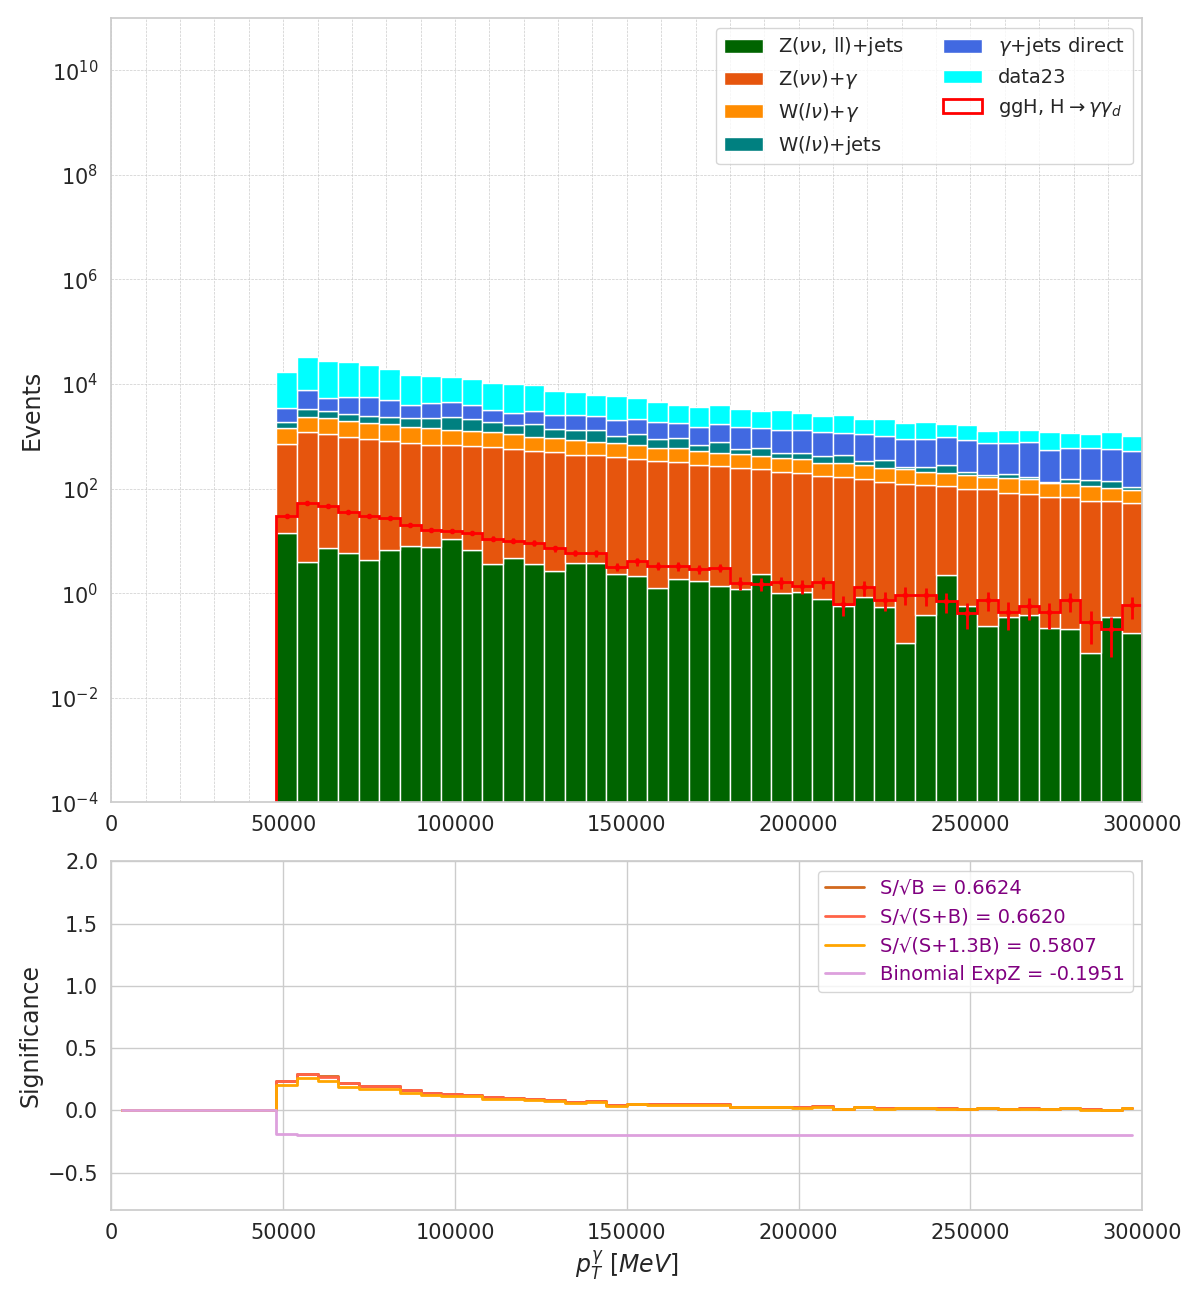 Z(νν, ll)+jets
Z(νν)+γ
W(lν)+γ
W(lν)+jets
γ+jets direct
data23
ggH, H→γγ_d
Events
10^10
10^8
10^6
10^4
10^2
10^0
10^−2
10^−4
0 50000 100000 150000 200000 250000 300000
S/√B = 0.6624
S/√(S+B) = 0.6620
S/√(S+1.3B) = 0.5807
Binomial ExpZ = -0.1951
Significance
2.0
1.5
1.0
0.5
0.0
−0.5
0 50000 100000 150000 200000 250000 300000
p_T^γ [MeV]